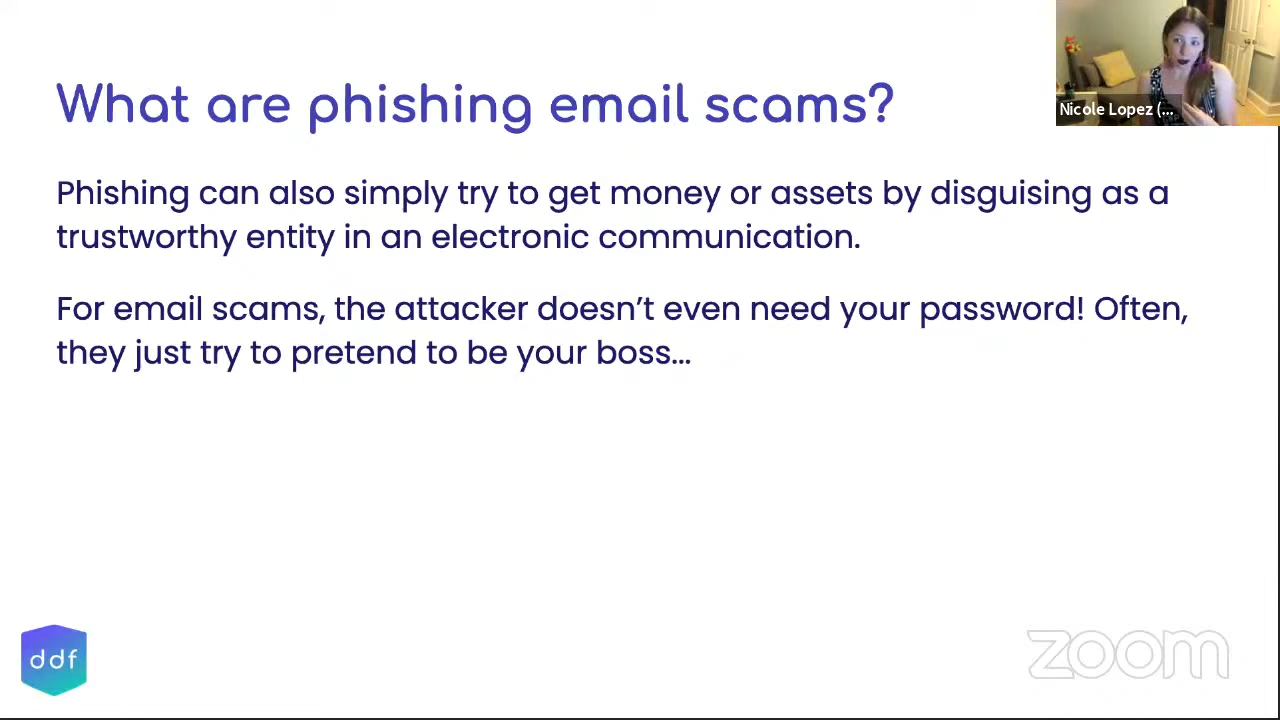 What are phishing email scams?
Nicole Lopez (...
Phishing can also simply try to get money or assets by disguising as a
trustworthy entity in an electronic communication.
For email scams, the attacker doesn’t even need your password! Often,
they just try to pretend to be your boss...
ddf
zoom